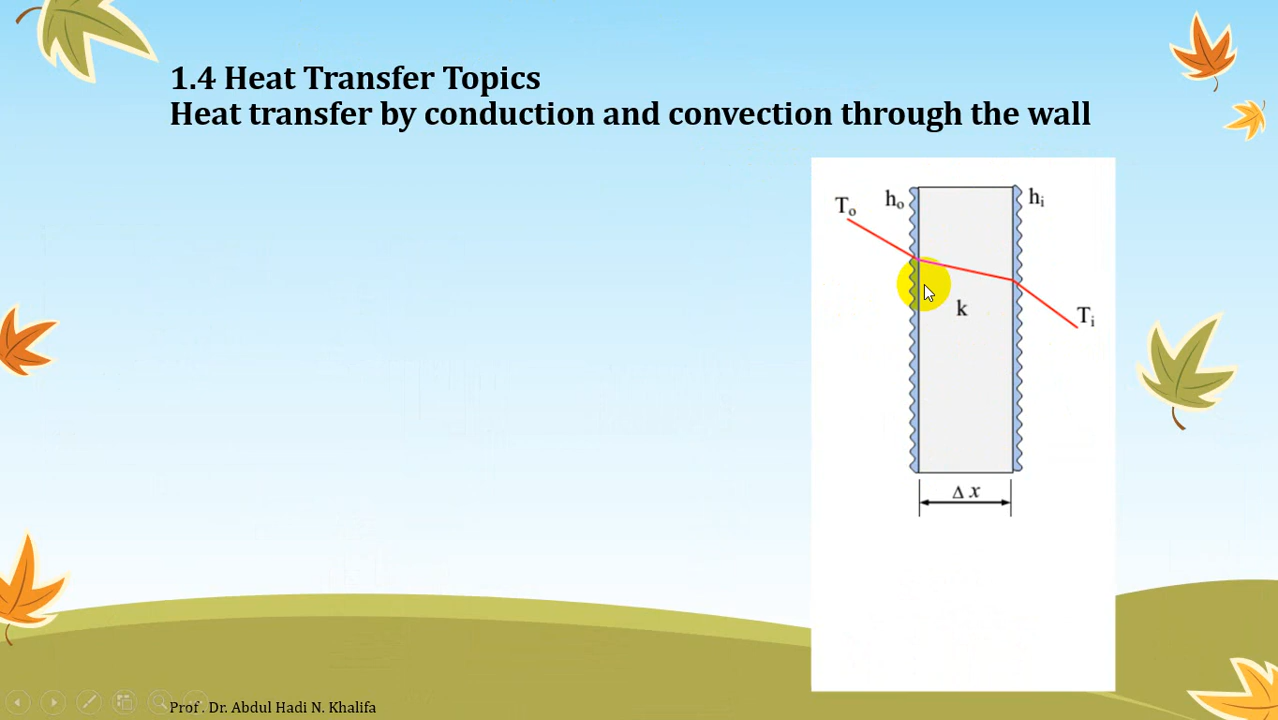 1.4 Heat Transfer Topics
Heat transfer by conduction and convection through the wall
To
ho
hi
k
Ti
Δ x
Prof . Dr. Abdul Hadi N. Khalifa